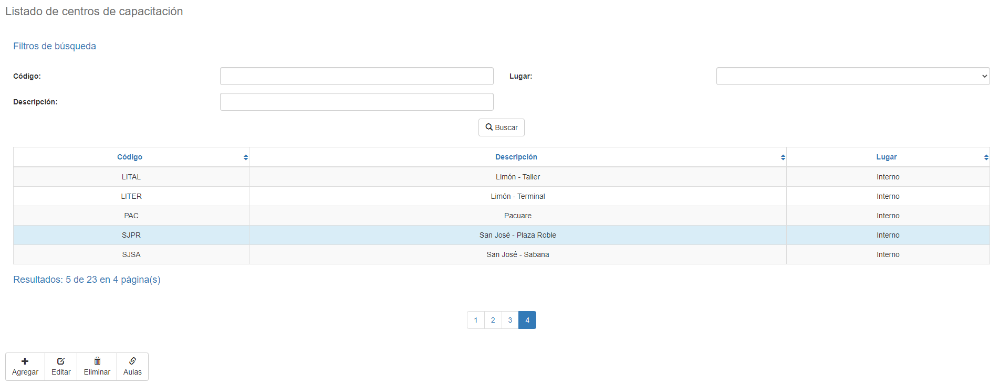 Listado de centros de capacitación
Filtros de búsqueda
Código:
Lugar:
Descripción:
Buscar
Código Descripción Lugar
LITAL Limón - Taller Interno
LITER Limón - Terminal Interno
PAC Pacuare Interno
SJPR San José - Plaza Roble Interno
SJSA San José - Sabana Interno
Resultados: 5 de 23 en 4 página(s)
1 2 3 4
Agregar Editar Eliminar Aulas